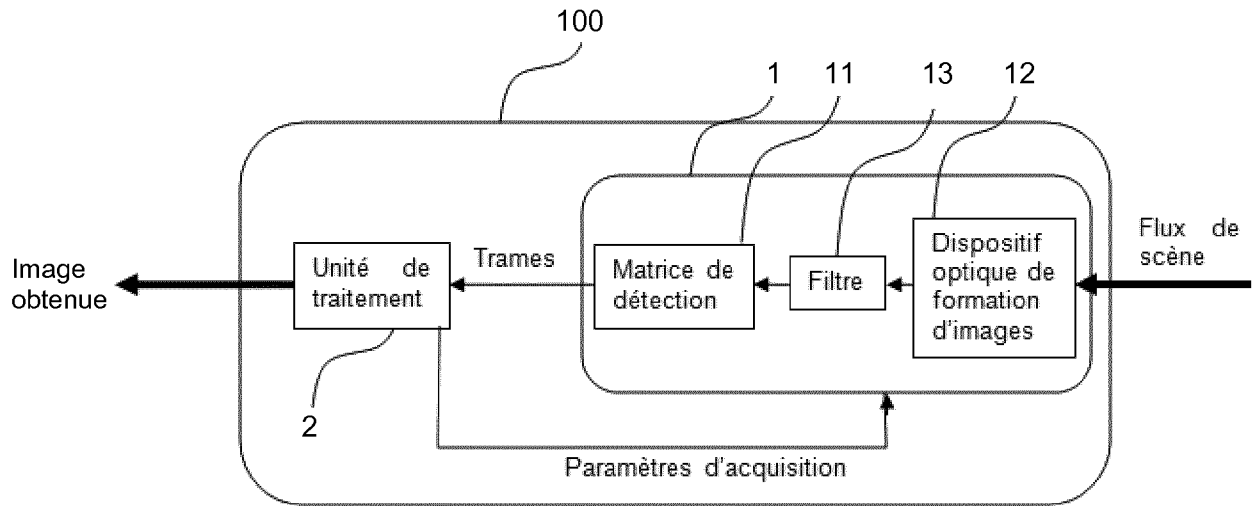 100
1
11
13
12
Flux de
scène
Dispositif
optique de
formation
d'images
Filtre
Matrice de
détection
Trames
Unité de
traitement
Image
obtenue
2
Paramètres d'acquisition